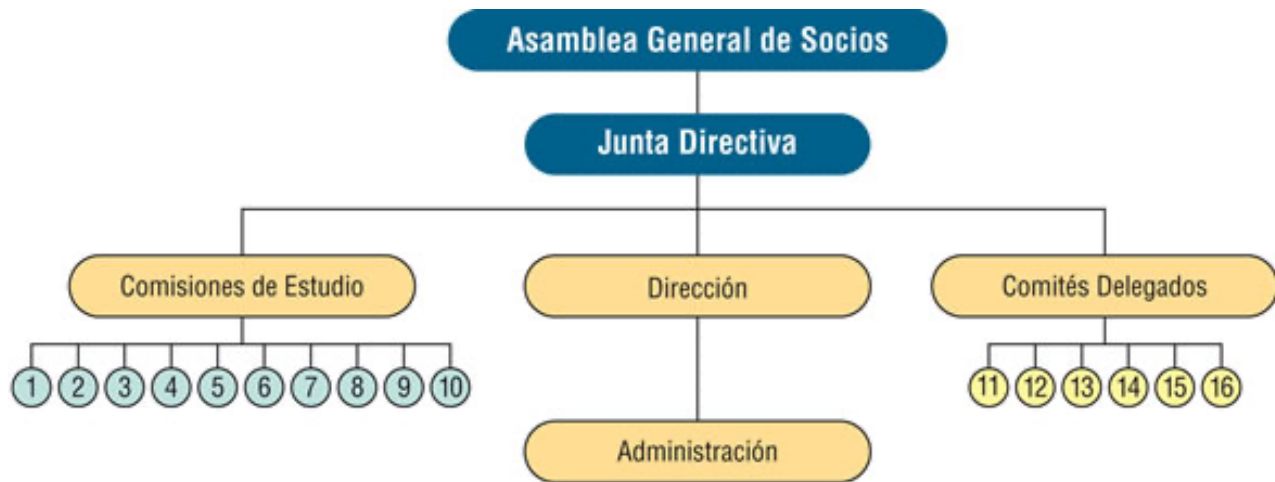 Asamblea General de Socios
Junta Directiva
Comisiones de Estudio
Dirección
Comités Delegados
1 2 3 4 5 6 7 8 9 10
11 12 13 14 15 16
Administración